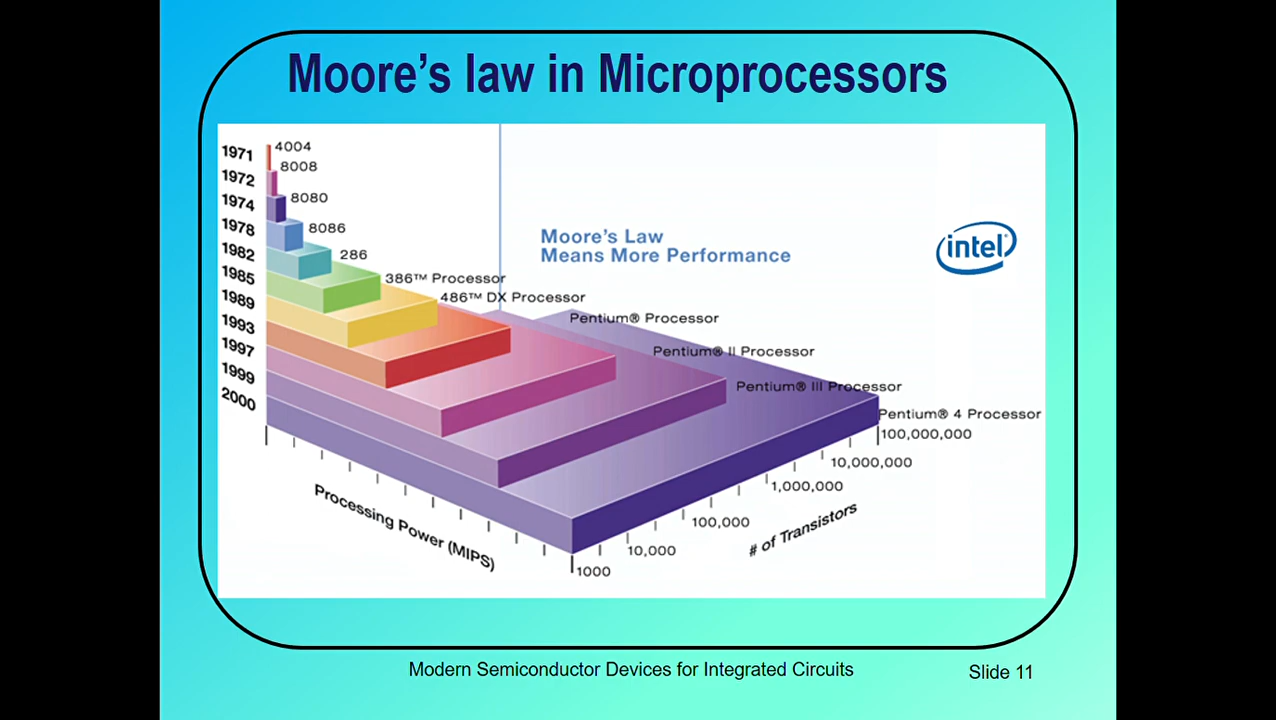 Moore's law in Microprocessors
1971
4004
8008
1972
8080
1974
1978
8086
Moore's Law
Means More Performance
intel®
1982
286
1985
386™ Processor
1989
486™ DX Processor
1993
Pentium® Processor
1997
Pentium® II Processor
1999
Pentium® III Processor
2000
Pentium® 4 Processor
100,000,000
10,000,000
1,000,000
100,000
10,000
1000
Processing Power (MIPS)
# of Transistors
Modern Semiconductor Devices for Integrated Circuits
Slide 11